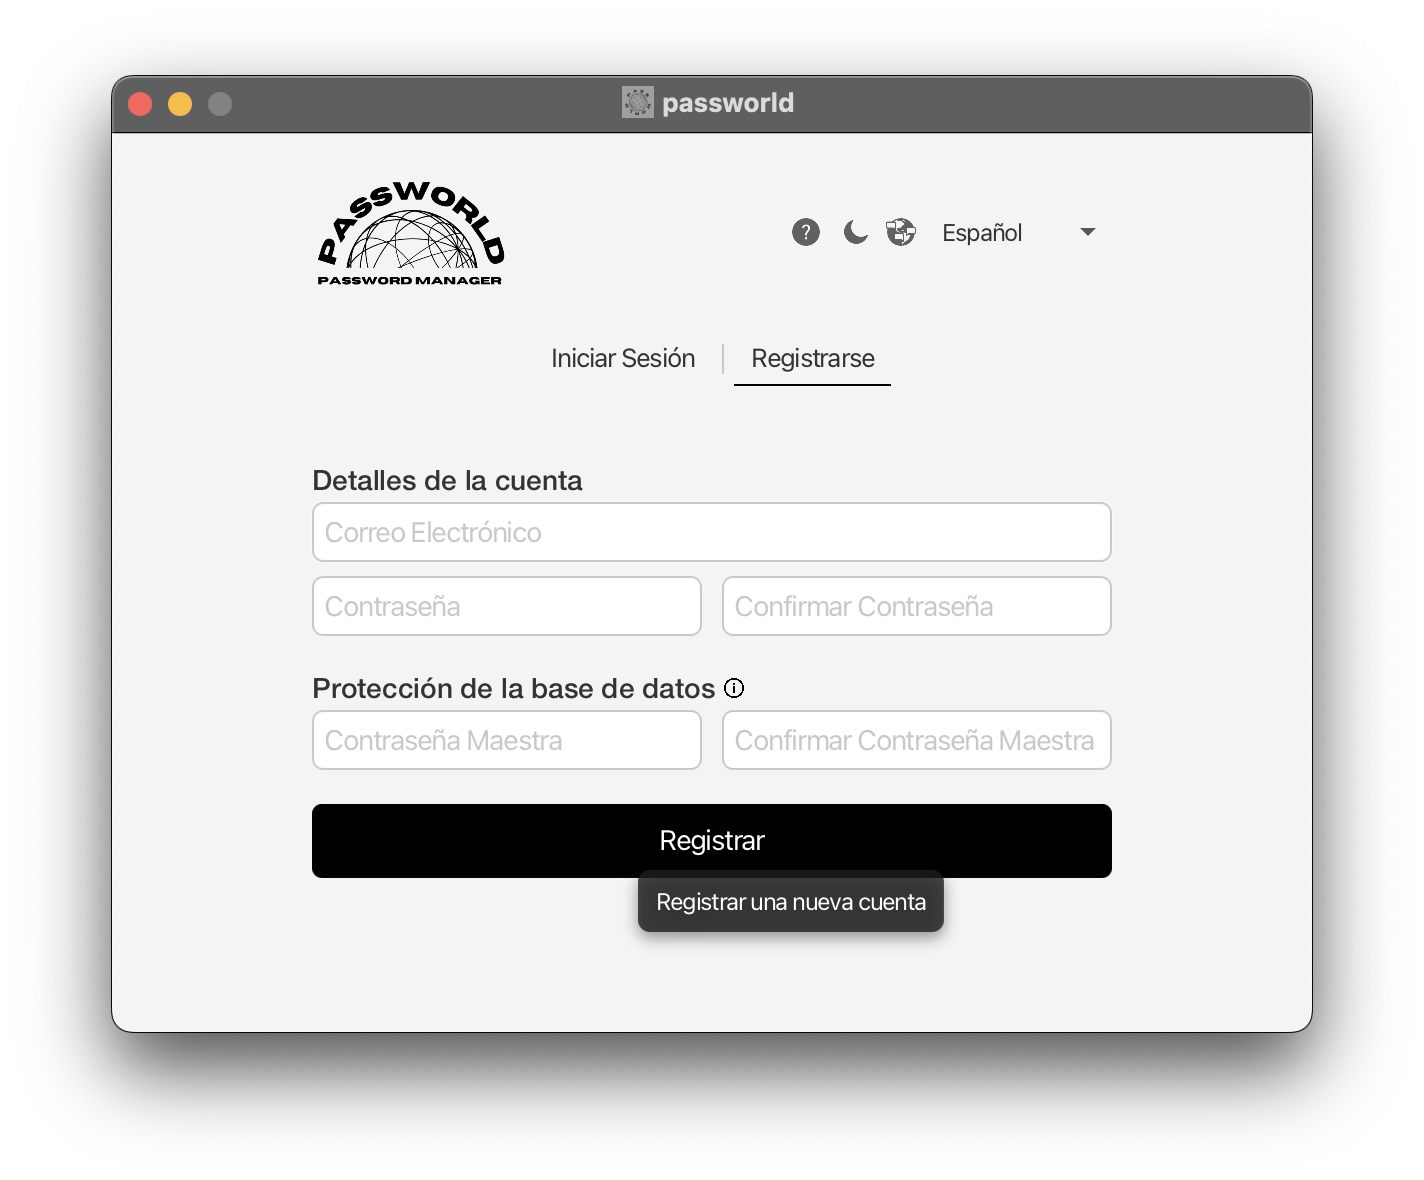 passworld
PASSWORLD
PASSWORD MANAGER
?
Español
Iniciar Sesión
Registrarse
Detalles de la cuenta
Correo Electrónico
Contraseña
Confirmar Contraseña
Protección de la base de datos
Contraseña Maestra
Confirmar Contraseña Maestra
Registrar
Registrar una nueva cuenta